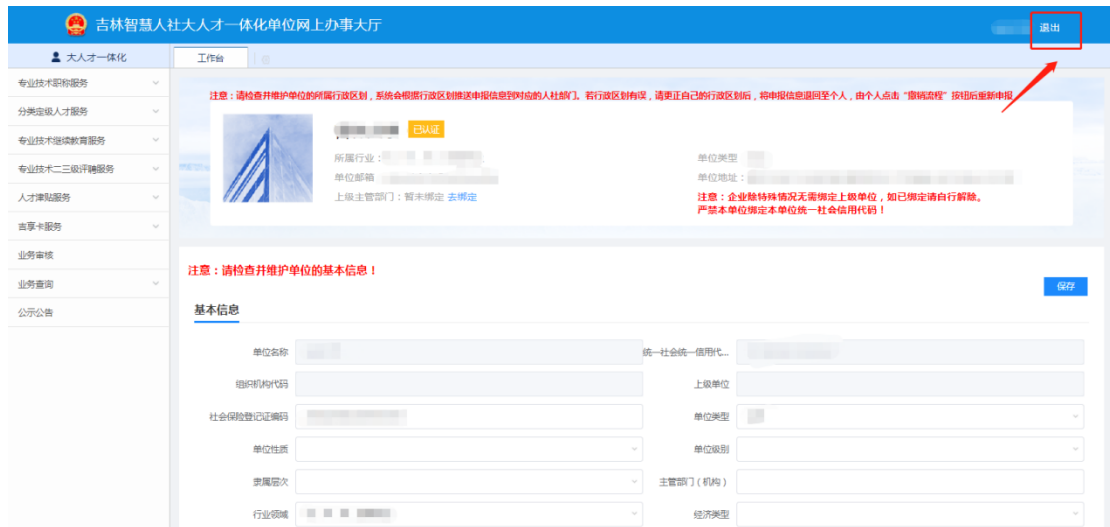 吉林智慧人社大人才一体化单位网上办事大厅
退出
大人才一体化
工作台
专业技术职称服务
分类定级人才服务
专业技术继续教育服务
专业技术二三级评聘服务
人才津贴服务
吉享卡服务
业务审核
业务查询
公示公告
注意：请检查并维护单位的所属行政区划，系统会根据行政区划推送申报信息到对应的人社部门。若行政区划有误，请更正自己的行政区划后，将申报信息退回至个人，由个人点击“撤销流程”按钮后重新申报。
已认证
所属行业：
单位类型
单位邮箱
单位地址：
上级主管部门：暂未绑定 去绑定
注意：企业除特殊情况无需绑定上级单位，如已绑定请自行解除。
严禁本单位绑定本单位统一社会信用代码！
注意：请检查并维护单位的基本信息！
保存
基本信息
单位名称
统一社会统一信用代...
组织机构代码
上级单位
社会保险登记证编码
单位类型
单位性质
单位级别
隶属层次
主管部门（机构）
行业领域
经济类型